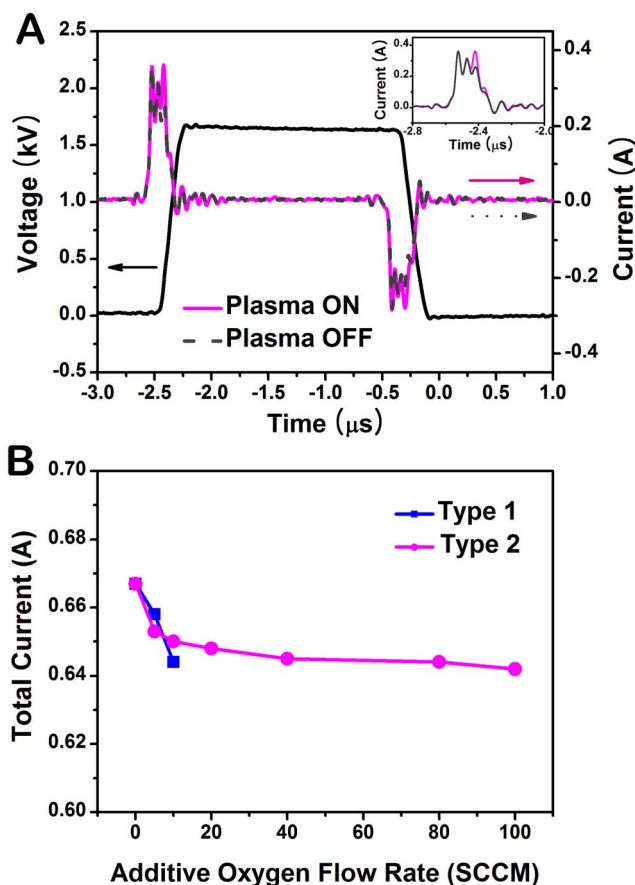 A
Voltage (kV)
2.5
2.0
1.5
1.0
0.5
0.0
-0.5
-3.0 -2.5 -2.0 -1.5 -1.0 -0.5 0.0 0.5 1.0
Time (μs)
0.4
0.2
0.0
-0.2
-0.4
Current (A)
Current (A)
0.4
0.2
0.0
-2.8 -2.4 -2.0
Time (μs)
Plasma ON
Plasma OFF
B
Total Current (A)
0.70
0.68
0.66
0.64
0.62
0.60
0 20 40 60 80 100
Additive Oxygen Flow Rate (SCCM)
Type 1
Type 2